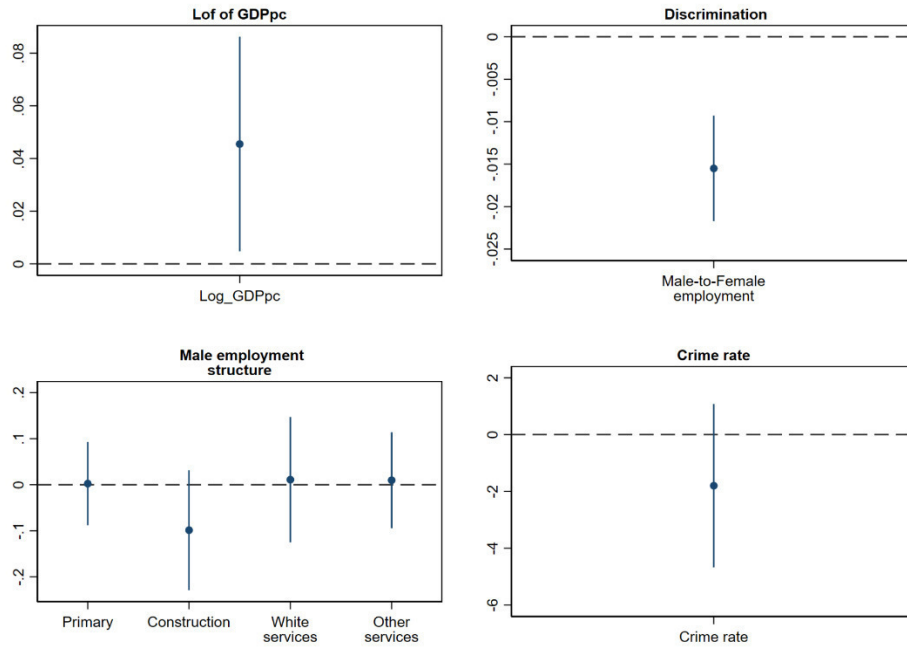 Lof of GDPpc
.08
.06
.04
.02
0
Log_GDPpc
Discrimination
0
-.005
-.01
-.015
-.02
-.025
Male-to-Female
employment
Male employment
structure
.2
.1
0
-.1
-.2
Primary
Construction
White
services
Other
services
Crime rate
2
0
-2
-4
-6
Crime rate